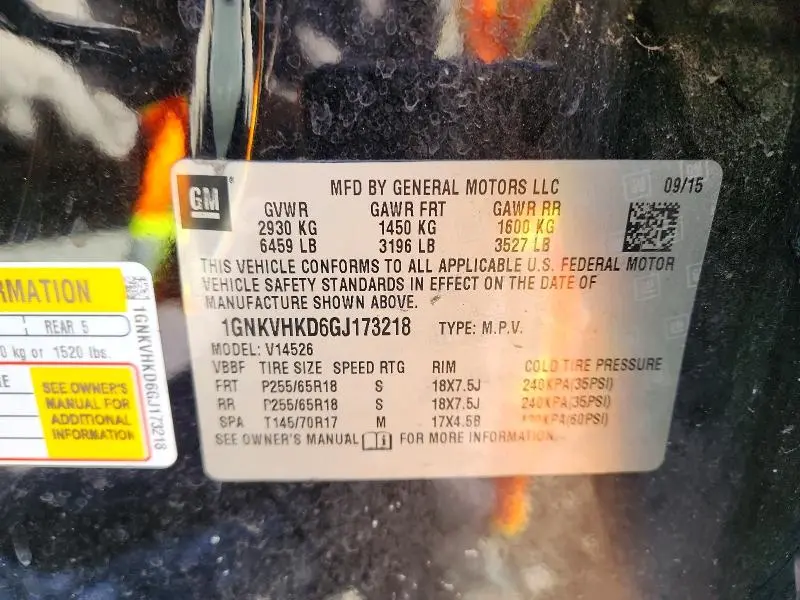 GM
MFD BY GENERAL MOTORS LLC 09/15
GVWR GAWR FRT GAWR RR
2930 KG 1450 KG 1600 KG
6459 LB 3196 LB 3527 LB
THIS VEHICLE CONFORMS TO ALL APPLICABLE U.S. FEDERAL MOTOR
VEHICLE SAFETY STANDARDS IN EFFECT ON THE DATE OF
MANUFACTURE SHOWN ABOVE.
1GNKVHKD6GJ173218 TYPE: M.P.V.
MODEL: V14526
VBBF TIRE SIZE SPEED RTG RIM COLD TIRE PRESSURE
FRT P255/65R18 S 18X7.5J 240KPA(35PSI)
RR P255/65R18 S 18X7.5J 240KPA(35PSI)
SPA T145/70R17 M 17X4.5B (60PSI)
SEE OWNER'S MANUAL FOR MORE INFORMATION.
RMATION
REAR 5
0 kg or 1520 lbs.
SEE OWNER'S
MANUAL FOR
ADDITIONAL
INFORMATION
1GNKVHKD6GJ173218